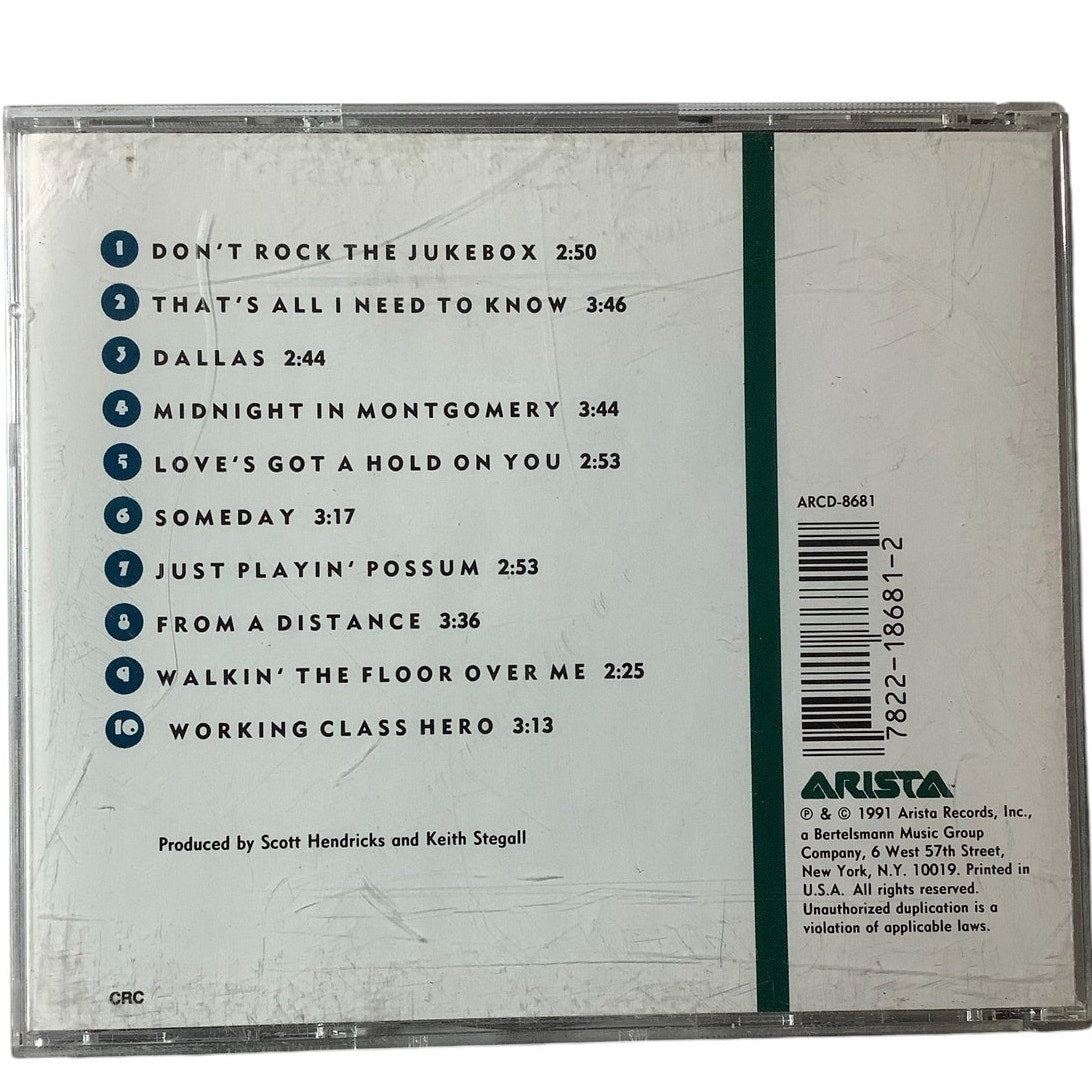 1 DON'T ROCK THE JUKEBOX 2:50
2 THAT'S ALL I NEED TO KNOW 3:46
3 DALLAS 2:44
4 MIDNIGHT IN MONTGOMERY 3:44
5 LOVE'S GOT A HOLD ON YOU 2:53
6 SOMEDAY 3:17
7 JUST PLAYIN' POSSUM 2:53
8 FROM A DISTANCE 3:36
9 WALKIN' THE FLOOR OVER ME 2:25
10 WORKING CLASS HERO 3:13
Produced by Scott Hendricks and Keith Stegall
CRC
ARCD-8681
7822-18681-2
ARISTA
℗ & © 1991 Arista Records, Inc.,
a Bertelsmann Music Group
Company, 6 West 57th Street,
New York, N.Y. 10019. Printed in
U.S.A. All rights reserved.
Unauthorized duplication is a
violation of applicable laws.